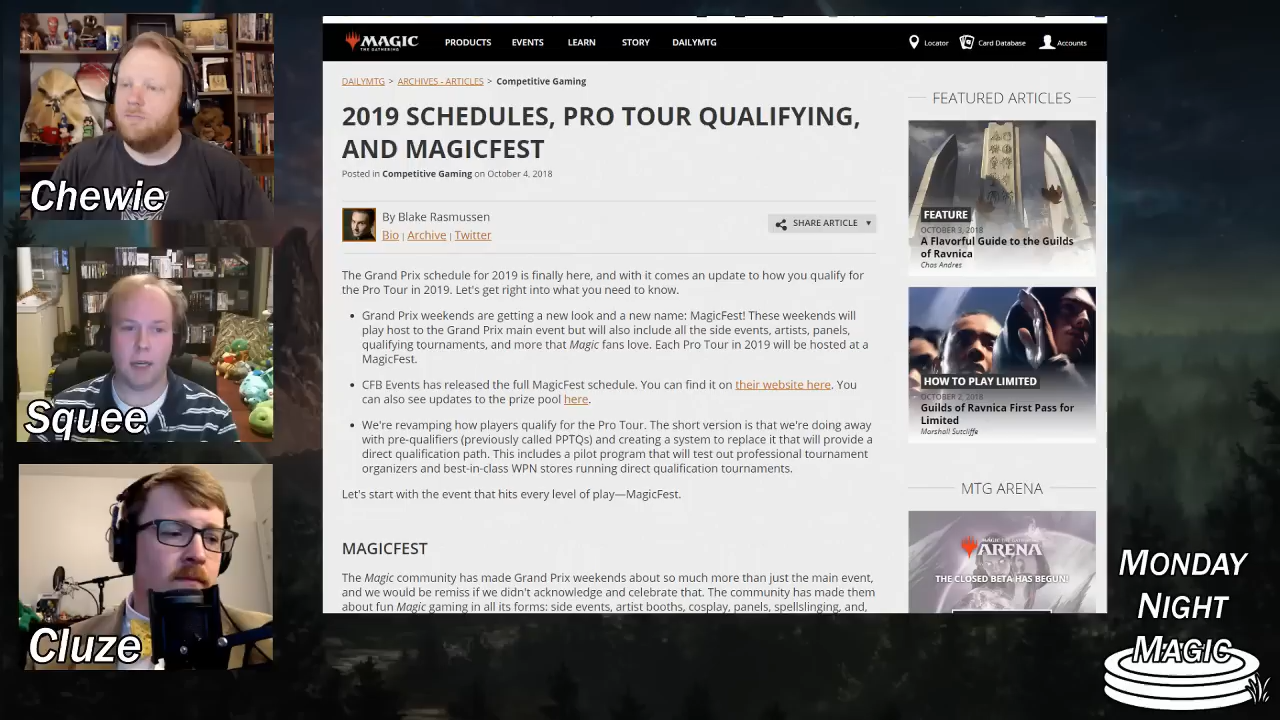 Chewie
Squee
Cluze
MAGIC
THE GATHERING
PRODUCTS EVENTS LEARN STORY DAILYMTG
Locator Card Database Accounts
DAILYMTG > ARCHIVES - ARTICLES > Competitive Gaming
2019 SCHEDULES, PRO TOUR QUALIFYING,
AND MAGICFEST
Posted in Competitive Gaming on October 4, 2018
By Blake Rasmussen
Bio | Archive | Twitter
SHARE ARTICLE
The Grand Prix schedule for 2019 is finally here, and with it comes an update to how you qualify for
the Pro Tour in 2019. Let's get right into what you need to know.
• Grand Prix weekends are getting a new look and a new name: MagicFest! These weekends will
play host to the Grand Prix main event but will also include all the side events, artists, panels,
qualifying tournaments, and more that Magic fans love. Each Pro Tour in 2019 will be hosted at a
MagicFest.
• CFB Events has released the full MagicFest schedule. You can find it on their website here. You
can also see updates to the prize pool here.
• We're revamping how players qualify for the Pro Tour. The short version is that we're doing away
with pre-qualifiers (previously called PPTQs) and creating a system to replace it that will provide a
direct qualification path. This includes a pilot program that will test out professional tournament
organizers and best-in-class WPN stores running direct qualification tournaments.
Let's start with the event that hits every level of play—MagicFest.
MAGICFEST
The Magic community has made Grand Prix weekends about so much more than just the main event,
and we would be remiss if we didn't acknowledge and celebrate that. The community has made them
about fun Magic gaming in all its forms: side events, artist booths, cosplay, panels, spellslinging, and,
FEATURED ARTICLES
FEATURE
OCTOBER 3, 2018
A Flavorful Guide to the Guilds
of Ravnica
Chas Andres
HOW TO PLAY LIMITED
OCTOBER 2, 2018
Guilds of Ravnica First Pass for
Limited
Marshall Sutcliffe
MTG ARENA
MAGIC THE GATHERING
ARENA
THE CLOSED BETA HAS BEGUN!
MONDAY
NIGHT
MAGIC